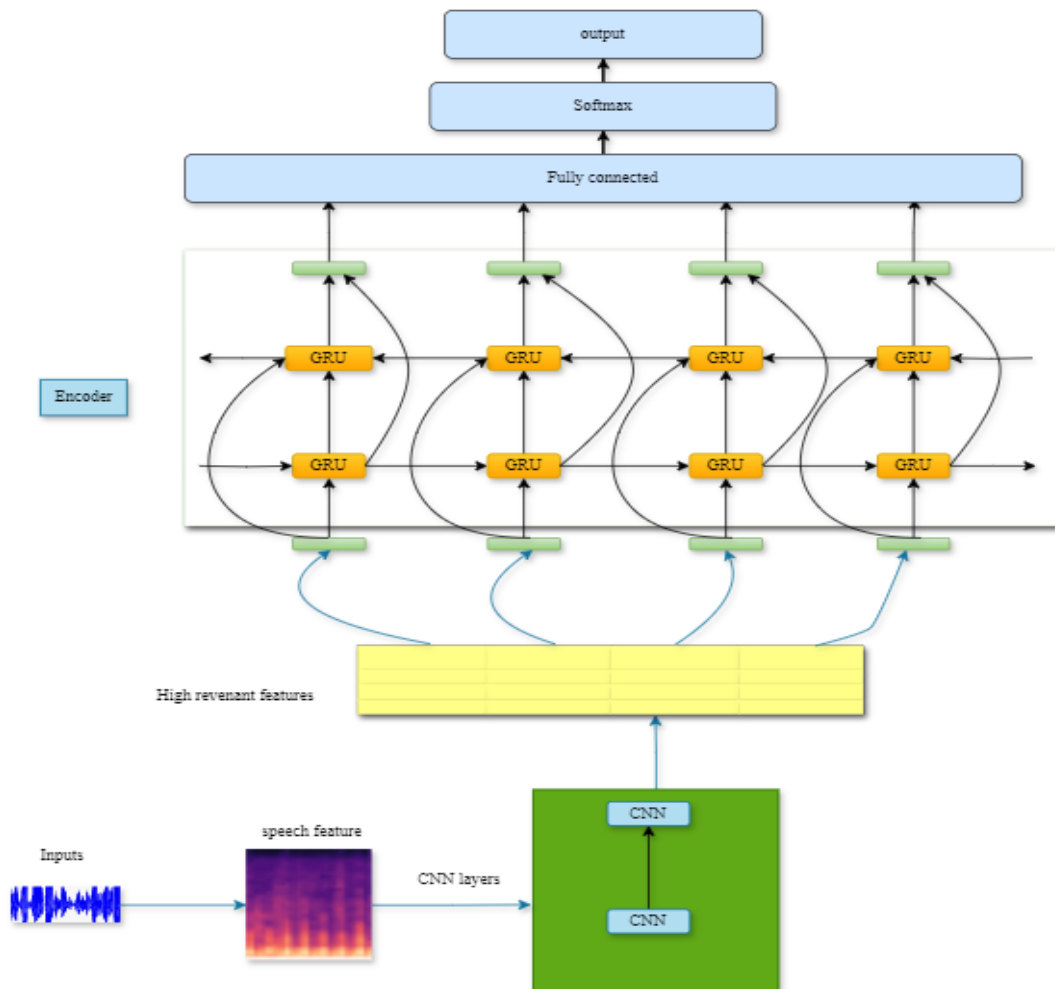 output
Softmax
Fully connected
GRU GRU GRU GRU
Encoder
GRU GRU GRU GRU
High revenant features
CNN
speech feature
Inputs
CNN layers
CNN